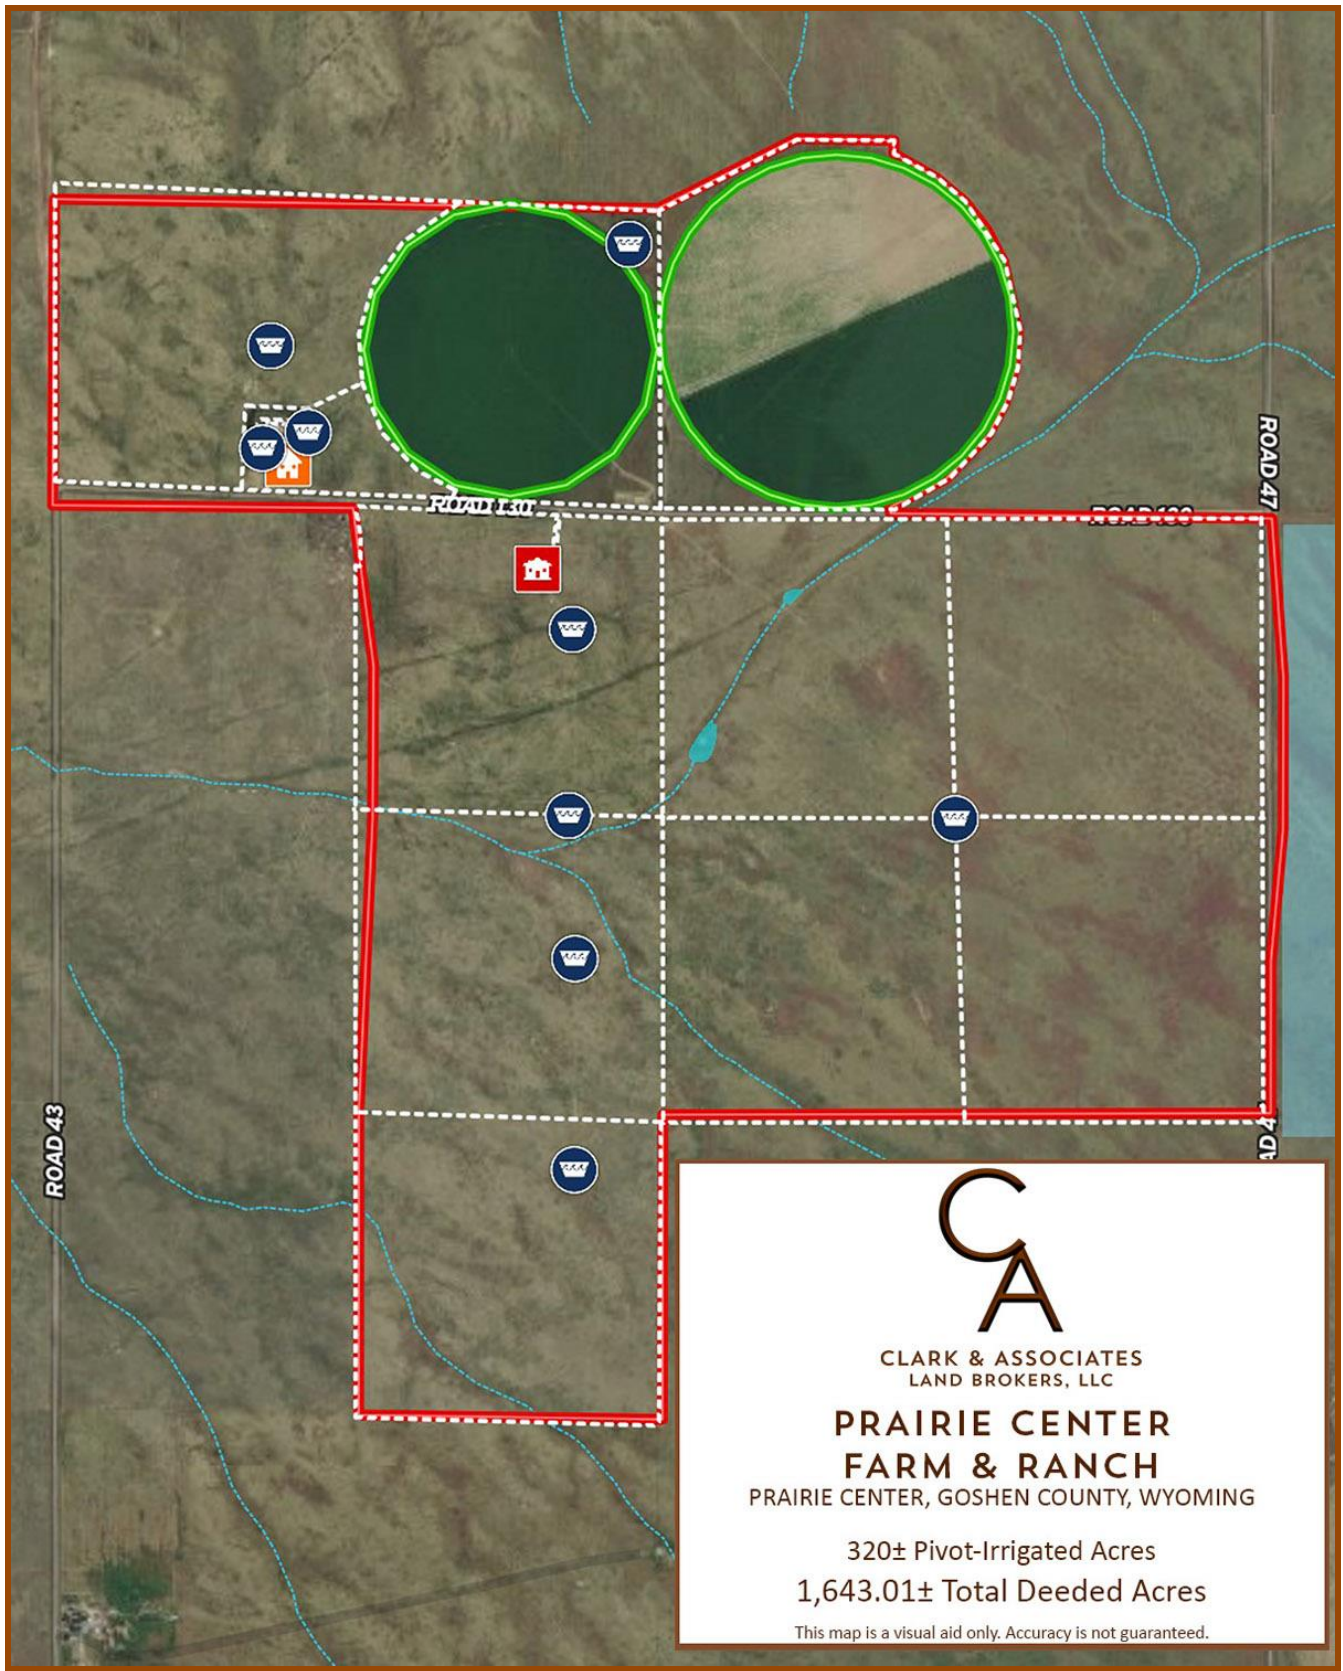 ROAD 47
ROAD 130
ROAD 43
CA
CLARK & ASSOCIATES
LAND BROKERS, LLC
PRAIRIE CENTER
FARM & RANCH
PRAIRIE CENTER, GOSHEN COUNTY, WYOMING
320± Pivot-Irrigated Acres
1,643.01± Total Deeded Acres
This map is a visual aid only. Accuracy is not guaranteed.